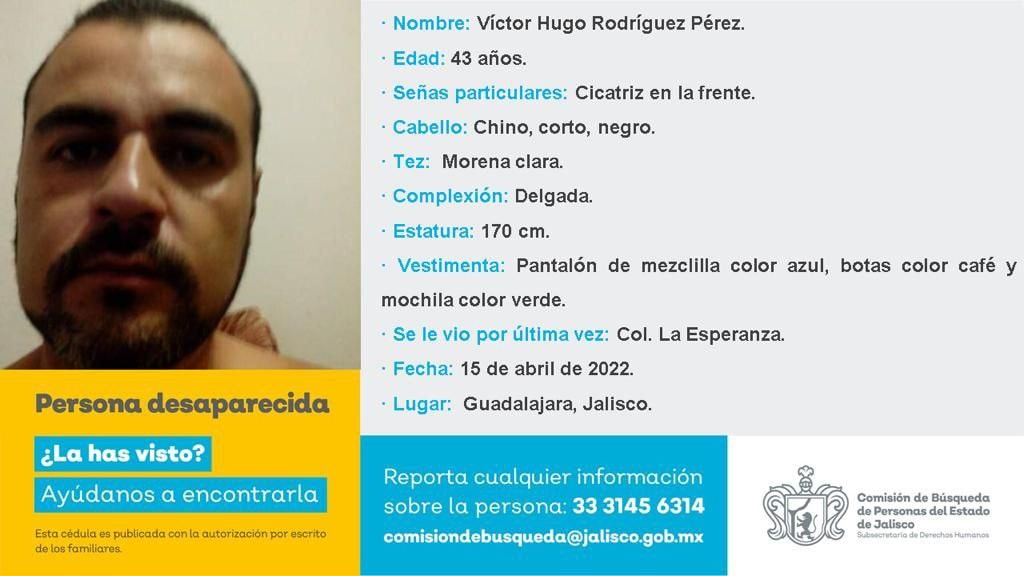 · Nombre: Víctor Hugo Rodríguez Pérez.
· Edad: 43 años.
· Señas particulares: Cicatriz en la frente.
· Cabello: Chino, corto, negro.
· Tez: Morena clara.
· Complexión: Delgada.
· Estatura: 170 cm.
· Vestimenta: Pantalón de mezclilla color azul, botas color café y
mochila color verde.
· Se le vio por última vez: Col. La Esperanza.
· Fecha: 15 de abril de 2022.
· Lugar: Guadalajara, Jalisco.
Persona desaparecida
¿La has visto?
Ayúdanos a encontrarla
Esta cédula es publicada con la autorización por escrito
de los familiares.
Reporta cualquier información
sobre la persona: 33 3145 6314
comisiondebusqueda@jalisco.gob.mx
Comisión de Búsqueda
de Personas del Estado
de Jalisco
Subsecretaría de Derechos Humanos